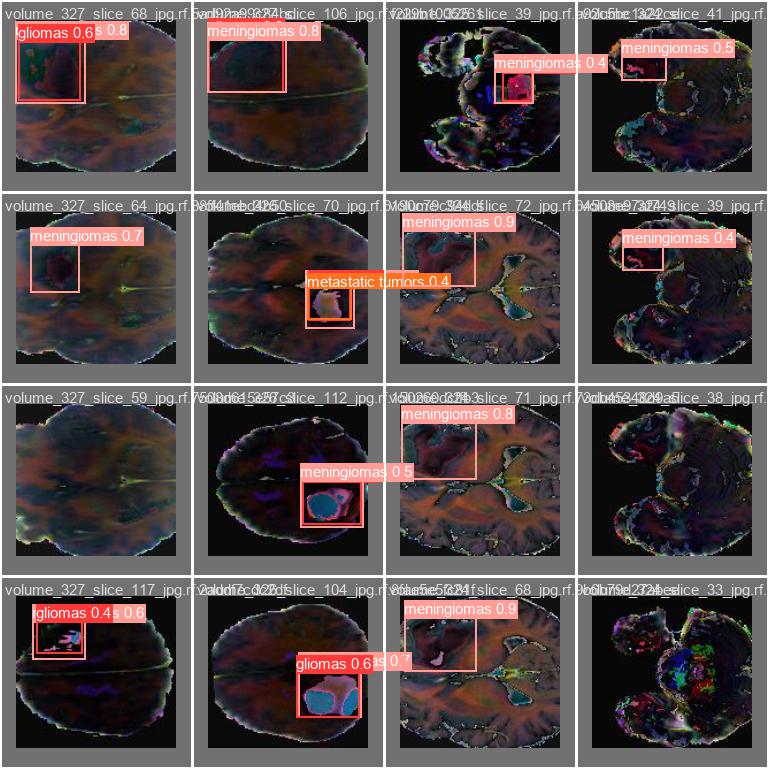 volume_327_slice_68_jpg.rf.
slice_106_jpg.rf.
slice_39_jpg.rf.
slice_41_jpg.rf.
gliomas 0.6
s 0.8
meningiomas 0.8
meningiomas 0.4
meningiomas 0.5
volume_327_slice_64_jpg.rf.
slice_70_jpg.rf.
slice_72_jpg.rf.
slice_39_jpg.rf.
meningiomas 0.7
metastatic tumors 0.4
meningiomas 0.9
meningiomas 0.4
volume_327_slice_59_jpg.rf.
slice_112_jpg.rf.
slice_71_jpg.rf.
slice_38_jpg.rf.
meningiomas 0.5
meningiomas 0.8
volume_327_slice_117_jpg.rf.
slice_104_jpg.rf.
slice_68_jpg.rf.
slice_33_jpg.rf.
gliomas 0.4
s 0.6
gliomas 0.6
as 0.7
meningiomas 0.9